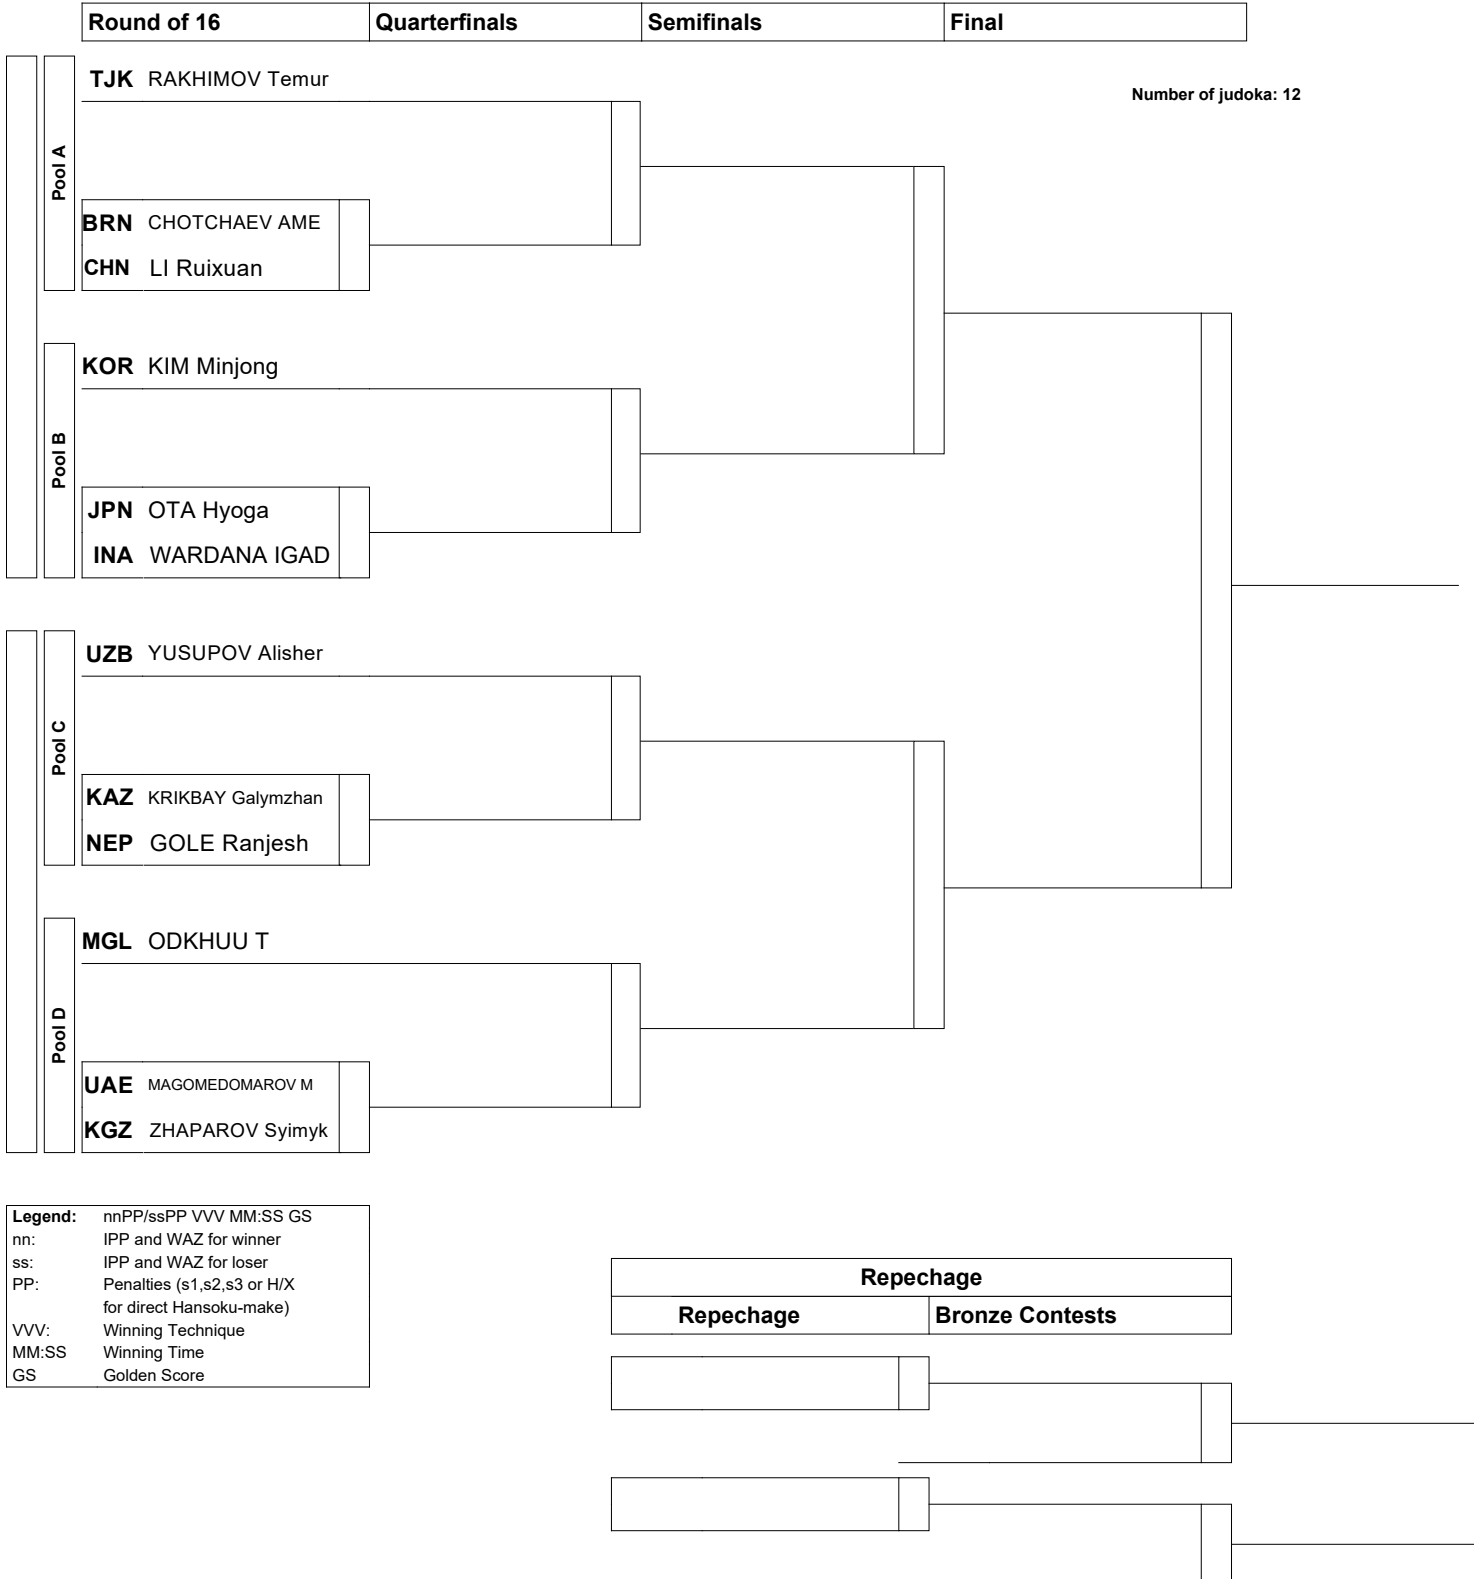 Round of 16 Quarterfinals Semifinals Final
Number of judoka: 12
Pool A
TJK RAKHIMOV Temur
BRN CHOTCHAEV AME
CHN LI Ruixuan
Pool B
KOR KIM Minjong
JPN OTA Hyoga
INA WARDANA IGAD
Pool C
UZB YUSUPOV Alisher
KAZ KRIKBAY Galymzhan
NEP GOLE Ranjesh
Pool D
MGL ODKHUU T
UAE MAGOMEDOMAROV M
KGZ ZHAPAROV Syimyk
Legend: nnPP/ssPP VVV MM:SS GS
nn: IPP and WAZ for winner
ss: IPP and WAZ for loser
PP: Penalties (s1,s2,s3 or H/X
for direct Hansoku-make)
VVV: Winning Technique
MM:SS Winning Time
GS Golden Score
Repechage
Repechage Bronze Contests